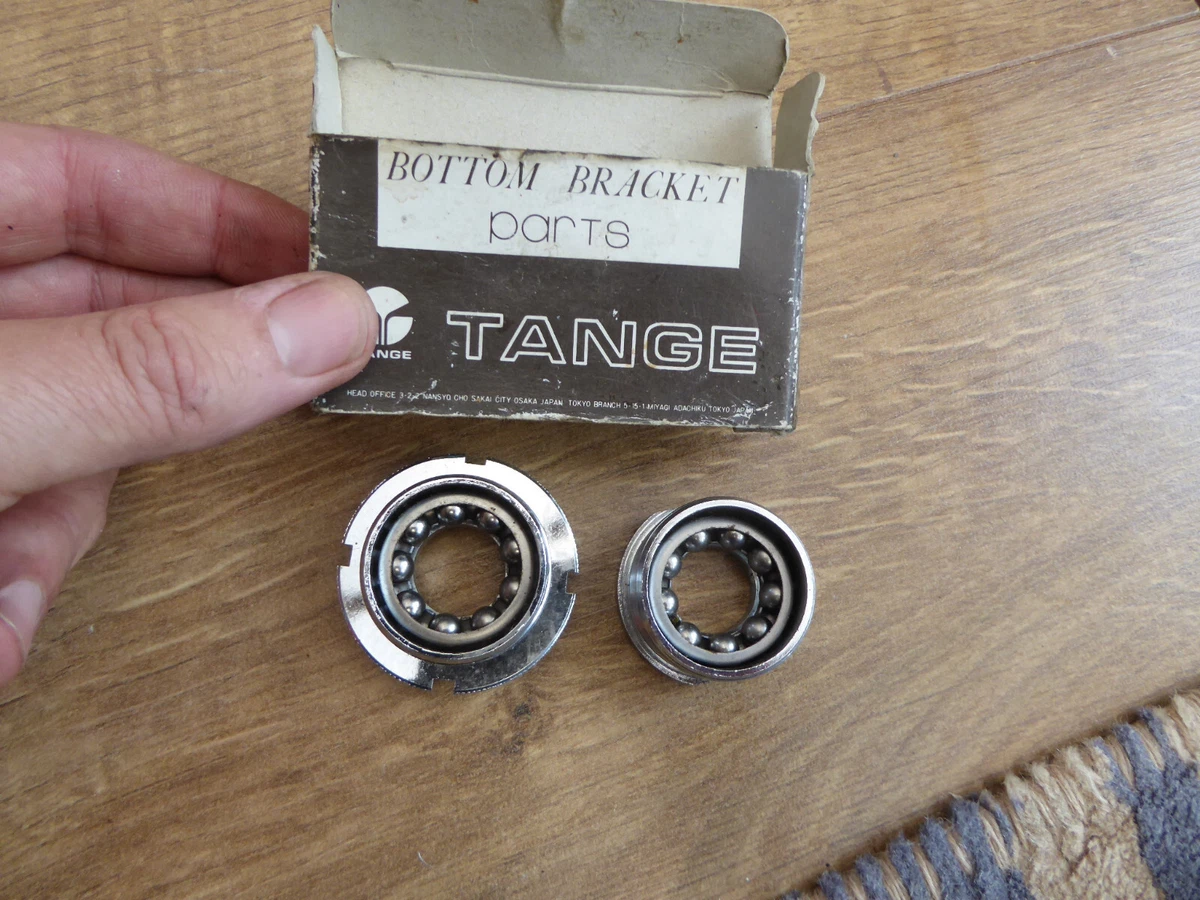 BOTTOM BRACKET
parts
TANGE
ANGE
HEAD OFFICE 3-2-2 NANSYO CHO SAKAI CITY OSAKA JAPAN TOKYO BRANCH 5-15-1 MIYAGI ADACHIKU TOKYO JAPAN